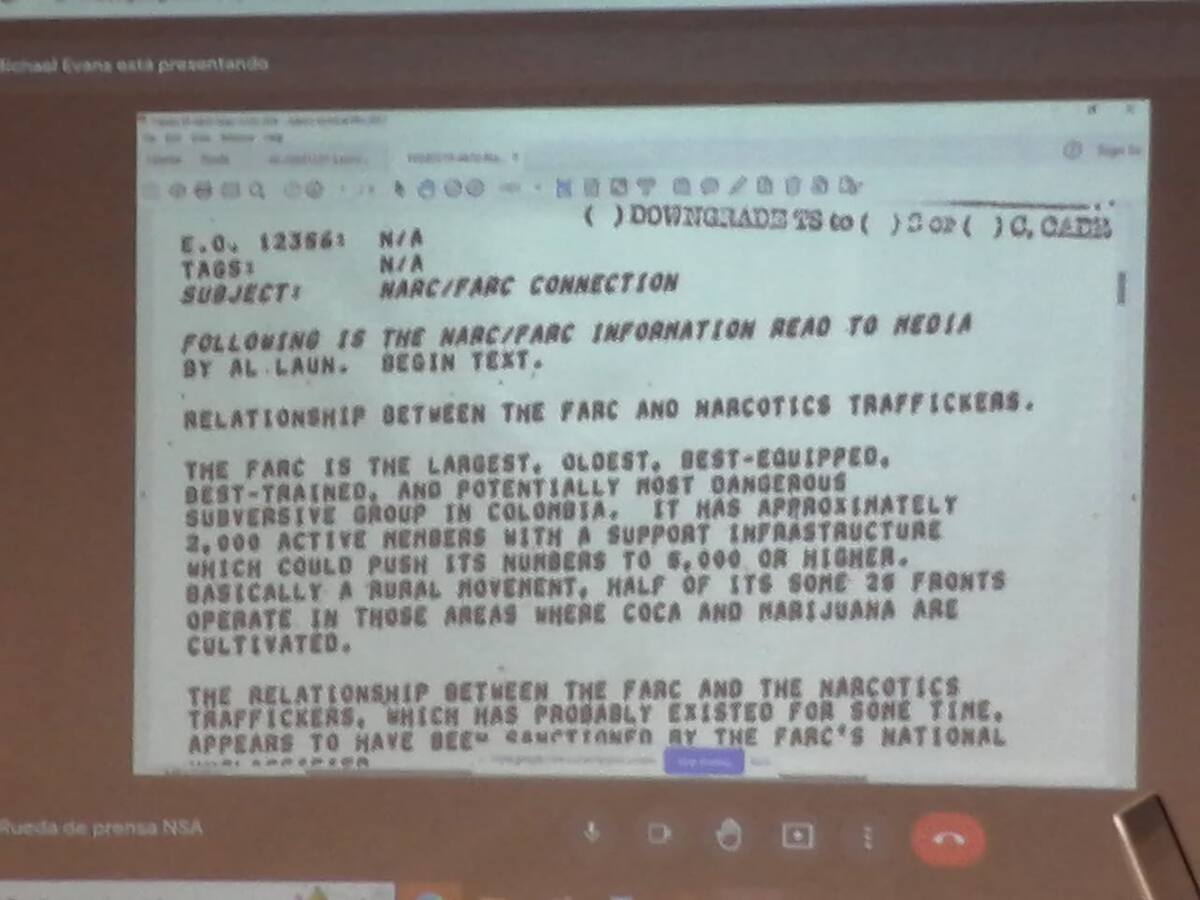 Michael Evans está presentando
Sign In
( ) DOWNGRADE TS to ( ) S or ( ) C, OADR
E.O. 12356: N/A
TAGS: N/A
SUBJECT: NARC/FARC CONNECTION
FOLLOWING IS THE NARC/FARC INFORMATION READ TO MEDIA
BY AL LAUN. BEGIN TEXT.
RELATIONSHIP BETWEEN THE FARC AND NARCOTICS TRAFFICKERS.
THE FARC IS THE LARGEST, OLDEST, BEST-EQUIPPED,
BEST-TRAINED, AND POTENTIALLY MOST DANGEROUS
SUBVERSIVE GROUP IN COLOMBIA. IT HAS APPROXIMATELY
2,000 ACTIVE MEMBERS WITH A SUPPORT INFRASTRUCTURE
WHICH COULD PUSH ITS NUMBERS TO 5,000 OR HIGHER.
BASICALLY A RURAL MOVEMENT, HALF OF ITS SOME 25 FRONTS
OPERATE IN THOSE AREAS WHERE COCA AND MARIJUANA ARE
CULTIVATED.
THE RELATIONSHIP BETWEEN THE FARC AND THE NARCOTICS
TRAFFICKERS, WHICH HAS PROBABLY EXISTED FOR SOME TIME,
APPEARS TO HAVE BEEN SANCTIONED BY THE FARC'S NATIONAL
UNCLASSIFIED
Rueda de prensa NSA